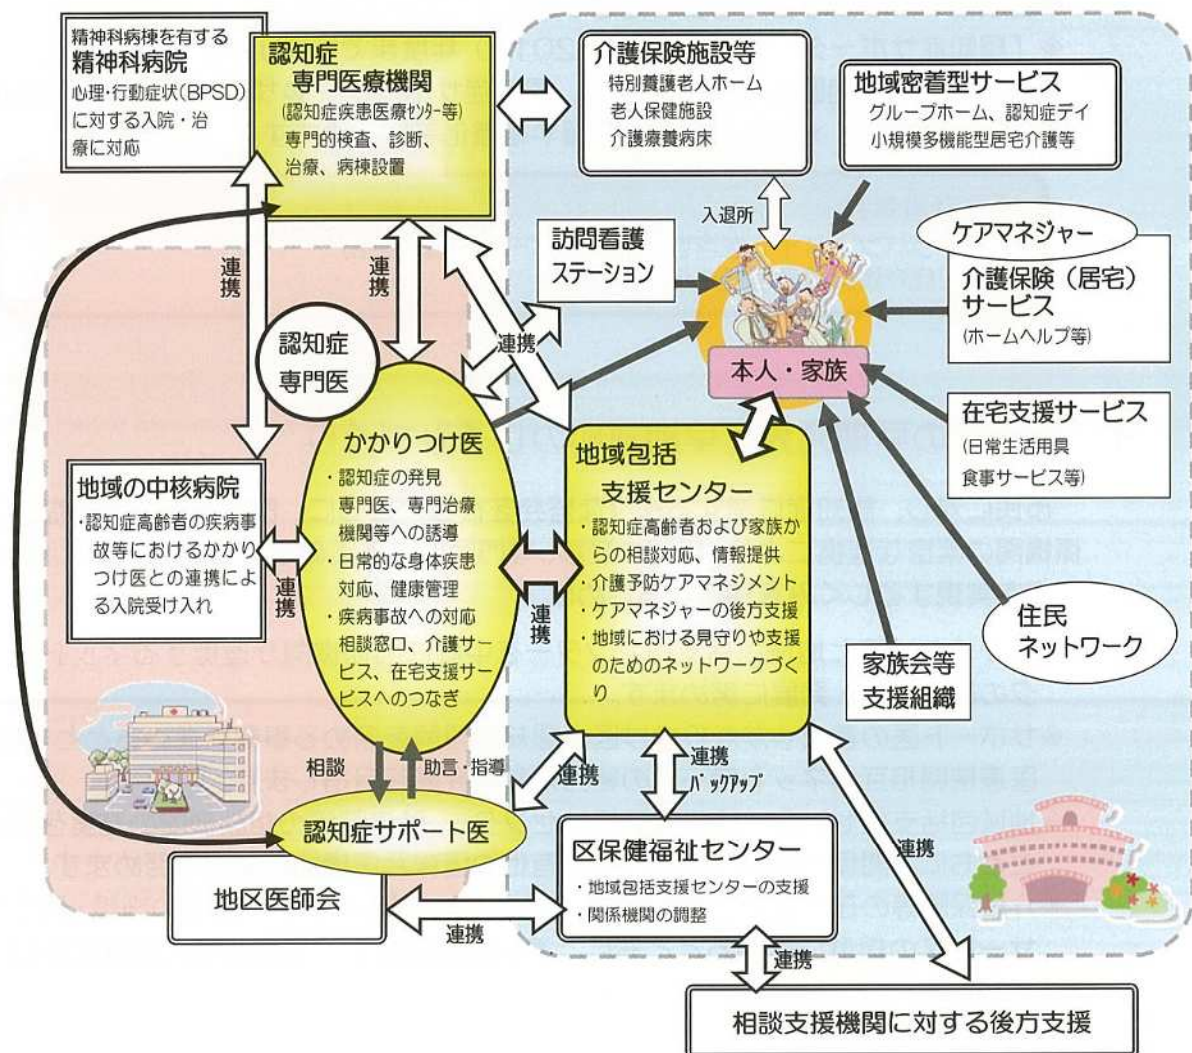 精神科病棟を有する
精神科病院
心理・行動症状(BPSD)
に対する入院・治
療に対応
認知症
専門医療機関
(認知症疾患医療センター等)
専門的検査、診断、
治療、病棟設置
介護保険施設等
特別養護老人ホーム
老人保健施設
介護療養病床
地域密着型サービス
グループホーム、認知症デイ
小規模多機能型居宅介護等
入退所
訪問看護
ステーション
ケアマネジャー
介護保険（居宅）
サービス
(ホームヘルプ等)
連携
連携
連携
認知症
専門医
本人・家族
在宅支援サービス
(日常生活用具
食事サービス等)
かかりつけ医
・認知症の発見
専門医、専門治療
機関等への誘導
・日常的な身体疾患
対応、健康管理
・疾病事故への対応
相談窓口、介護サー
ビス、在宅支援サー
ビスへのつなぎ
地域包括
支援センター
・認知症高齢者および家族か
らの相談対応、情報提供
・介護予防ケアマネジメント
・ケアマネジャーの後方支援
・地域における見守りや支援
のためのネットワークづく
り
地域の中核病院
・認知症高齢者の疾病事
故等におけるかかり
つけ医との連携によ
る入院受け入れ
連携
連携
住民
ネットワーク
家族会等
支援組織
相談
助言・指導
連携
連携
バックアップ
連携
認知症サポート医
地区医師会
区保健福祉センター
・地域包括支援センターの支援
・関係機関の調整
連携
連携
相談支援機関に対する後方支援